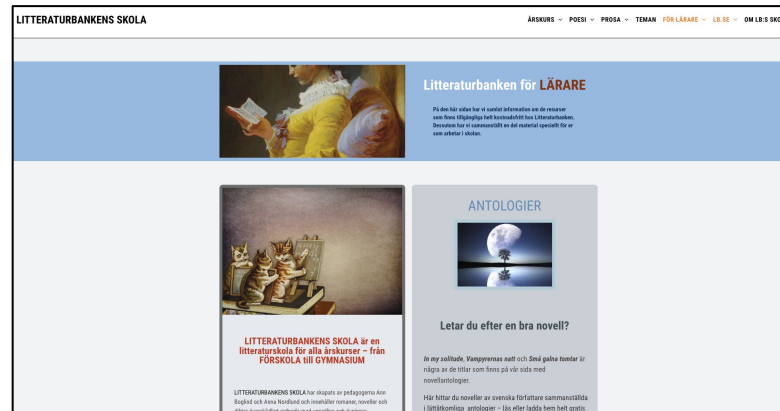 LITTERATURBANKENS SKOLA
ÅRSKURS POESI PROSA TEMAN FÖR LÄRARE LB.SE OM LB:S SKO
Litteraturbanken för LÄRARE
På den här sidan har vi samlat information om de resurser
som finns tillgängliga helt kostnadsfritt hos Litteraturbanken.
Dessutom har vi sammanställt en del material speciellt för er
som arbetar i skolan.
LITTERATURBANKENS SKOLA är en
litteraturskola för alla årskurser – från
FÖRSKOLA till GYMNASIUM
LITTERATURBANKENS SKOLA har skapats av pedagogerna Ann
Boglind och Anna Nordlund och innehåller romaner, noveller och
ANTOLOGIER
Letar du efter en bra novell?
In my solitude, Vampyrernas natt och Små galna tomtar är
några av de titlar som finns på vår sida med
novellantologier.
Här hittar du noveller av svenska författare sammanställda
i lättåtkomliga antologier – läs eller ladda hem helt gratis